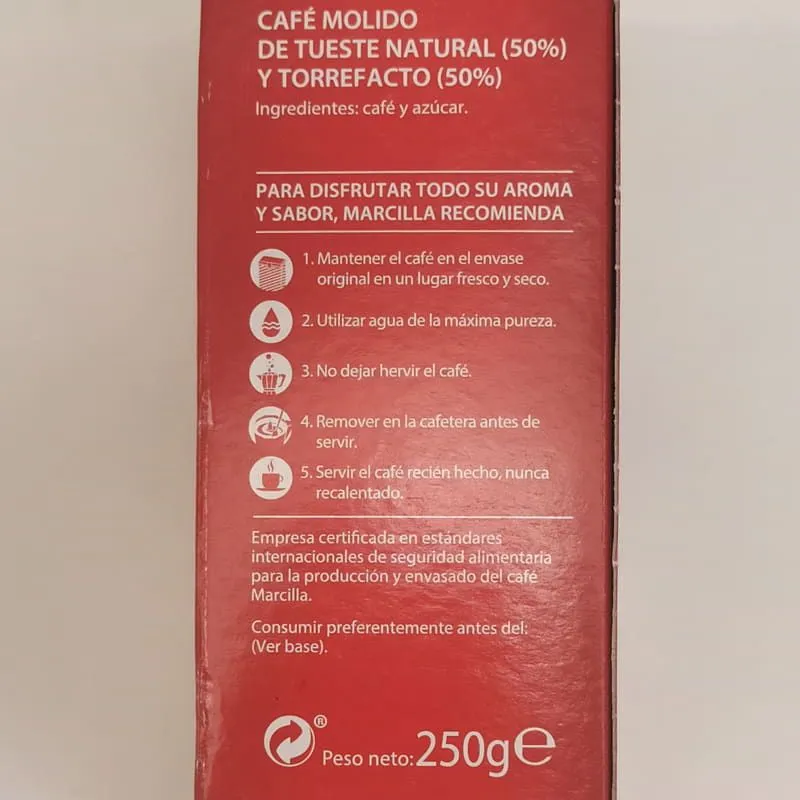 CAFÉ MOLIDO
DE TUESTE NATURAL (50%)
Y TORREFACTO (50%)
Ingredientes: café y azúcar.
PARA DISFRUTAR TODO SU AROMA
Y SABOR, MARCILLA RECOMIENDA
1. Mantener el café en el envase
original en un lugar fresco y seco.
2. Utilizar agua de la máxima pureza.
3. No dejar hervir el café.
4. Remover en la cafetera antes de
servir.
5. Servir el café recién hecho, nunca
recalentado.
Empresa certificada en estándares
internacionales de seguridad alimentaria
para la producción y envasado del café
Marcilla.
Consumir preferentemente antes del:
(Ver base).
®
Peso neto: 250g℮